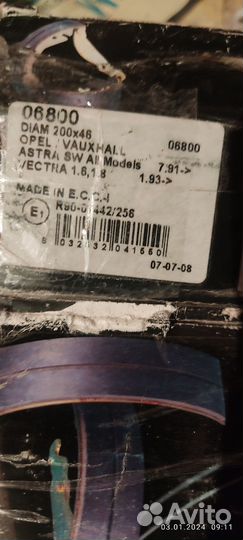 06800
DIAM 200x46
OPEL / VAUXHALL 06800
ASTRA SW All Models 7.91->
VECTRA 1.6,1.8 1.93->
MADE IN E.C.
E1
07-07-08
Avito
03.01.2024 09:11